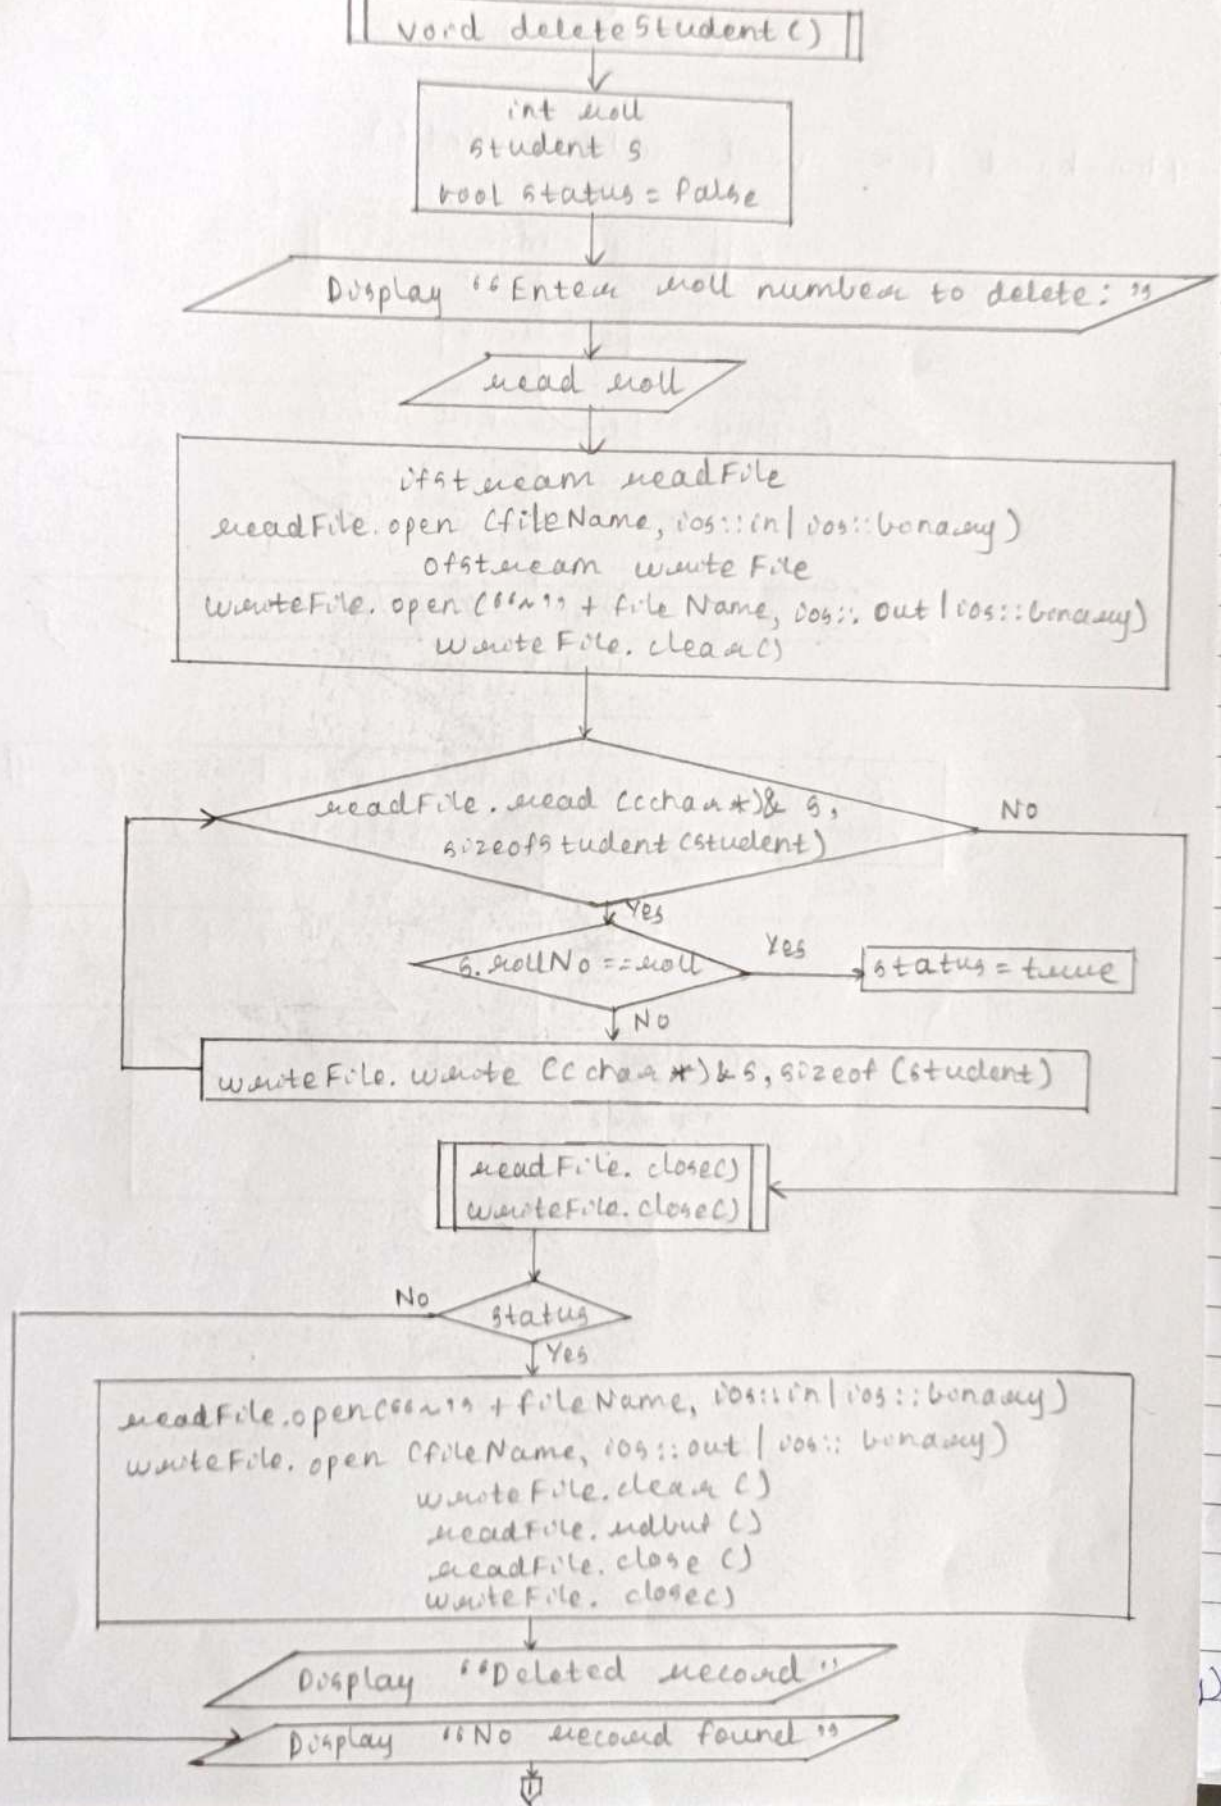 void deleteStudent()
int roll
student s
bool status = false
Display "Enter roll number to delete: "
read roll
ifstream readFile
readFile.open (fileName, ios::in | ios::binary)
ofstream writeFile
writeFile.open ("~" + fileName, ios::out | ios::binary)
writeFile.clear()
readFile.read ((char*)& s,
sizeofstudent (student)
No
Yes
s.rollNo == roll
Yes
status = true
No
writeFile.write ((char*)& s, sizeof (student)
readFile.close()
writeFile.close()
No
status
Yes
readFile.open("~" + fileName, ios::in | ios::binary)
writeFile.open (fileName, ios::out | ios::binary)
writeFile.clear ()
readFile.rdbuf ()
readFile.close ()
writeFile.close()
Display "Deleted record"
Display "No record found"
1